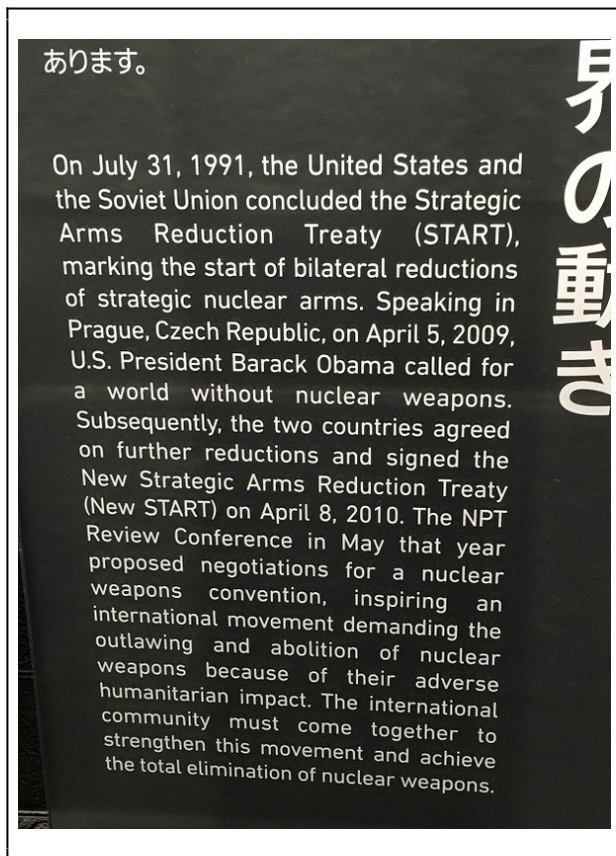 あります。
On July 31, 1991, the United States and
the Soviet Union concluded the Strategic
Arms Reduction Treaty (START),
marking the start of bilateral reductions
of strategic nuclear arms. Speaking in
Prague, Czech Republic, on April 5, 2009,
U.S. President Barack Obama called for
a world without nuclear weapons.
Subsequently, the two countries agreed
on further reductions and signed the
New Strategic Arms Reduction Treaty
(New START) on April 8, 2010. The NPT
Review Conference in May that year
proposed negotiations for a nuclear
weapons convention, inspiring an
international movement demanding the
outlawing and abolition of nuclear
weapons because of their adverse
humanitarian impact. The international
community must come together to
strengthen this movement and achieve
the total elimination of nuclear weapons.
界の動き